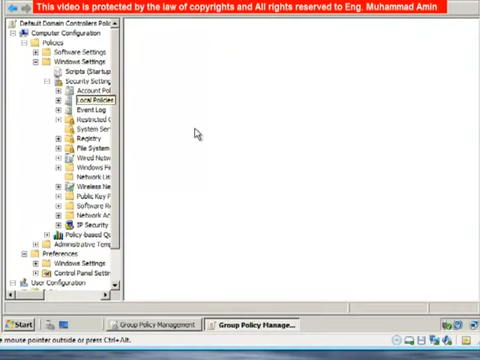 This video is protected by the law of copyrights and All rights reserved to Eng. Muhammad Amin
Default Domain Controllers Polic
Computer Configuration
Policies
Software Settings
Windows Settings
Scripts (Startup
Security Setting
Account Pol
Local Policies
Event Log
Restricted G
System Ser
Registry
File System
Wired Netw
Windows Fi
Network Lis
Wireless Ne
Public Key P
Software Re
Network Ac
IP Security
Policy-based Qo
Administrative Temp
Preferences
Windows Settings
Control Panel Settin
User Configuration
Start
Group Policy Management
Group Policy Manage...
e mouse pointer outside or press Ctrl+Alt.